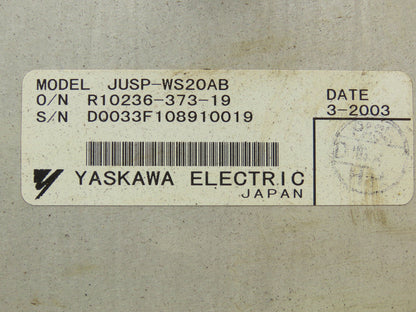 MODEL JUSP-WS20AB
O/N R10236-373-19
S/N D0033F108910019
DATE
3-2003
YASKAWA ELECTRIC
JAPAN